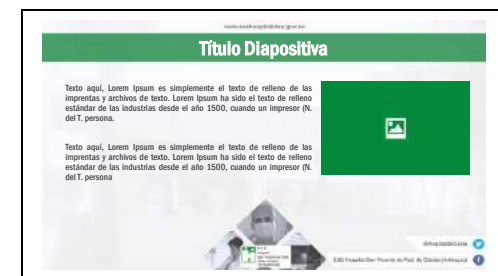 Título Diapositiva
Texto aquí, Lorem Ipsum es simplemente el texto de relleno de las
imprentas y archivos de texto. Lorem Ipsum ha sido el texto de relleno
estándar de las industrias desde el año 1500, cuando un impresor (N.
del T. persona.
Texto aquí, Lorem Ipsum es simplemente el texto de relleno de las
imprentas y archivos de texto. Lorem Ipsum ha sido el texto de relleno
estándar de las industrias desde el año 1500, cuando un impresor (N.
del T. persona